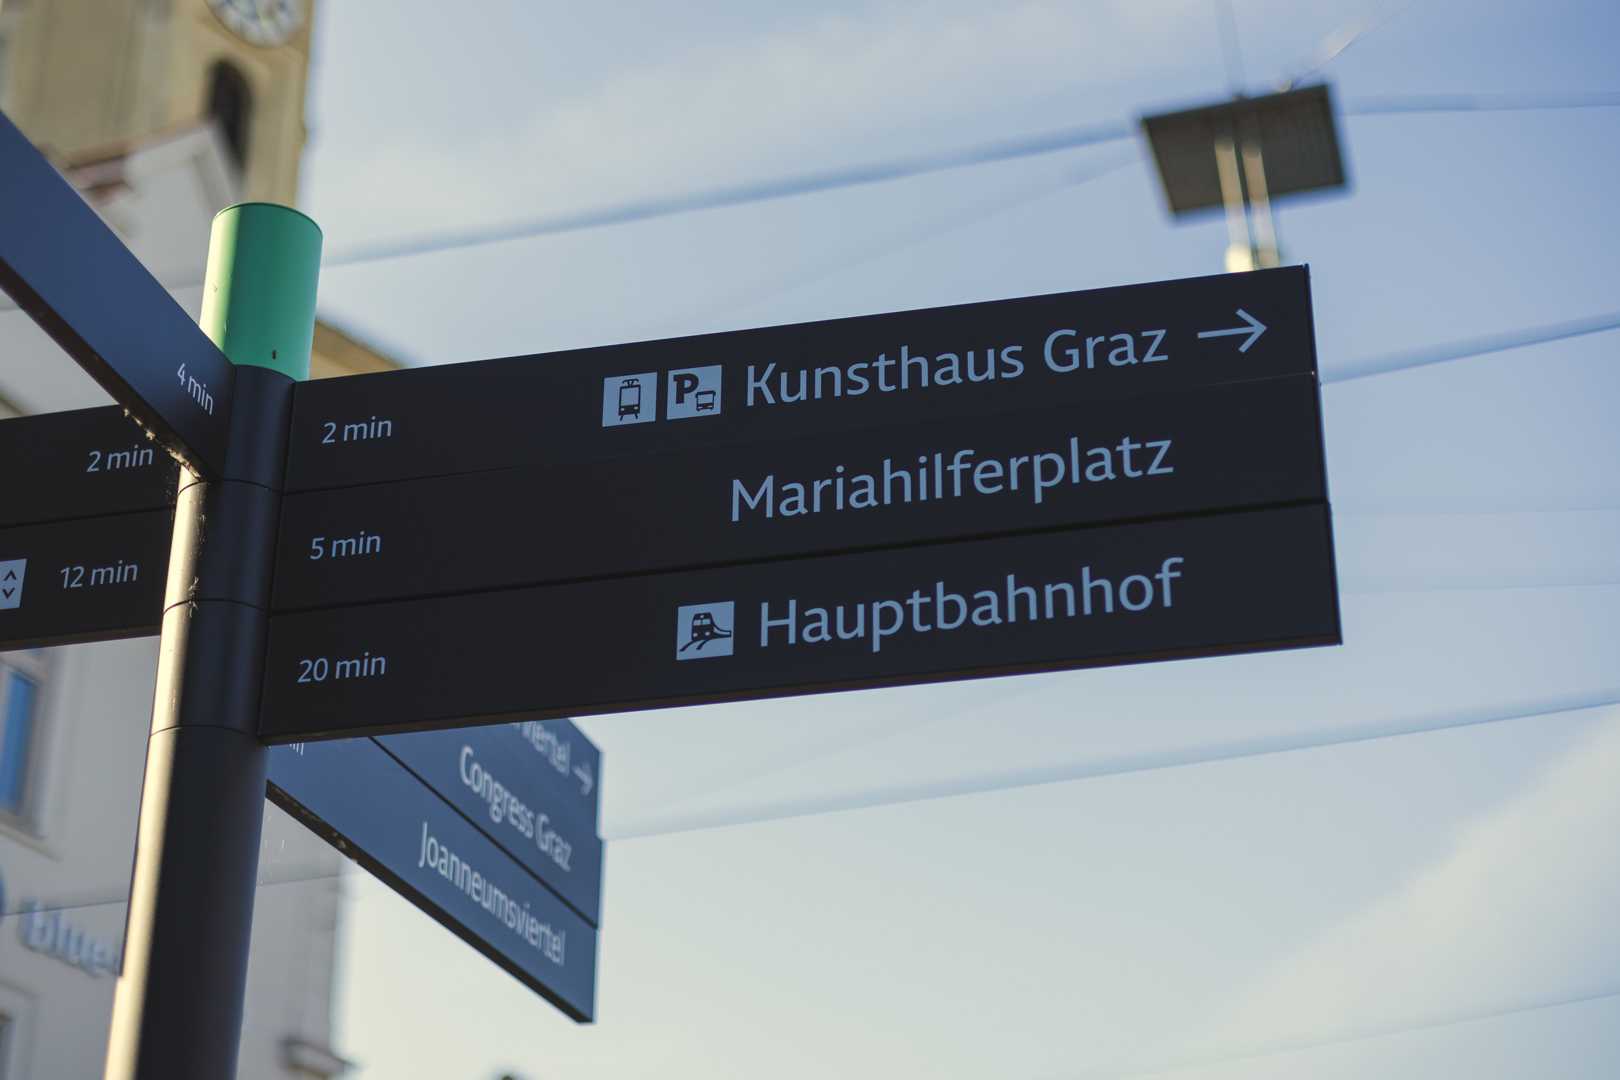 4 min
2 min
12 min
2 min P Kunsthaus Graz →
5 min Mariahilferplatz
20 min Hauptbahnhof
Congress Graz
Joanneumsviertel